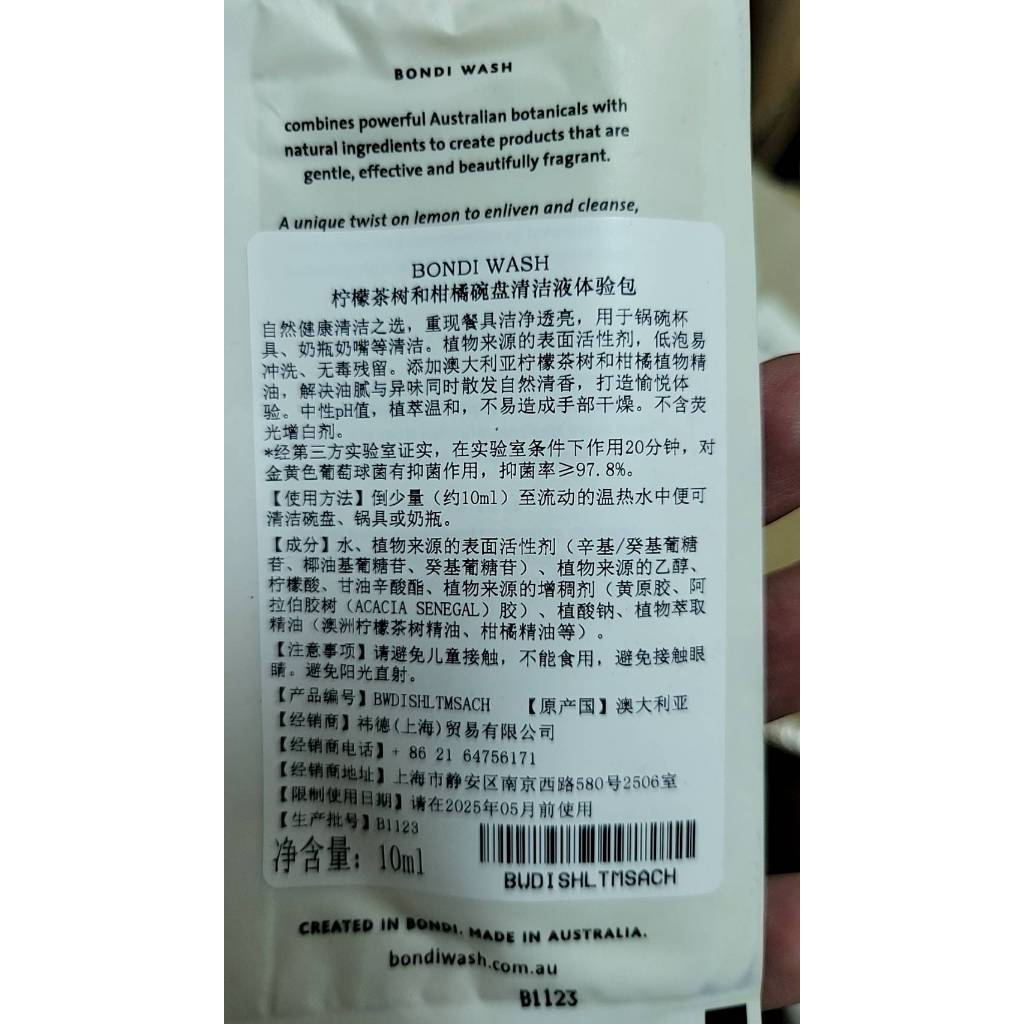 BONDI WASH
combines powerful Australian botanicals with
natural ingredients to create products that are
gentle, effective and beautifully fragrant.
A unique twist on lemon to enliven and cleanse,
BONDI WASH
柠檬茶树和柑橘碗盘清洁液体验包
自然健康清洁之选，重现餐具洁净透亮，用于锅碗杯
具、奶瓶奶嘴等清洁。植物来源的表面活性剂，低泡易
冲洗、无毒残留。添加澳大利亚柠檬茶树和柑橘植物精
油，解决油腻与异味同时散发自然清香，打造愉悦体
验。中性pH值，植萃温和，不易造成手部干燥。不含荧
光增白剂。
*经第三方实验室证实，在实验室条件下作用20分钟，对
金黄色葡萄球菌有抑菌作用，抑菌率≥97.8%。
【使用方法】倒少量（约10ml）至流动的温热水中便可
清洁碗盘、锅具或奶瓶。
【成分】水、植物来源的表面活性剂（辛基/癸基葡糖
苷、椰油基葡糖苷、癸基葡糖苷）、植物来源的乙醇、
柠檬酸、甘油辛酸酯、植物来源的增稠剂（黄原胶、阿
拉伯胶树（ACACIA SENEGAL）胶）、植酸钠、植物萃取
精油（澳洲柠檬茶树精油、柑橘精油等）。
【注意事项】请避免儿童接触，不能食用，避免接触眼
睛。避免阳光直射。
【产品编号】BWDISHLTMSACH 【原产国】澳大利亚
【经销商】祎德(上海)贸易有限公司
【经销商电话】+ 86 21 64756171
【经销商地址】上海市静安区南京西路580号2506室
【限制使用日期】请在2025年05月前使用
【生产批号】B1123
净含量：10ml
BWDISHLTMSACH
CREATED IN BONDI. MADE IN AUSTRALIA.
bondiwash.com.au
B1123